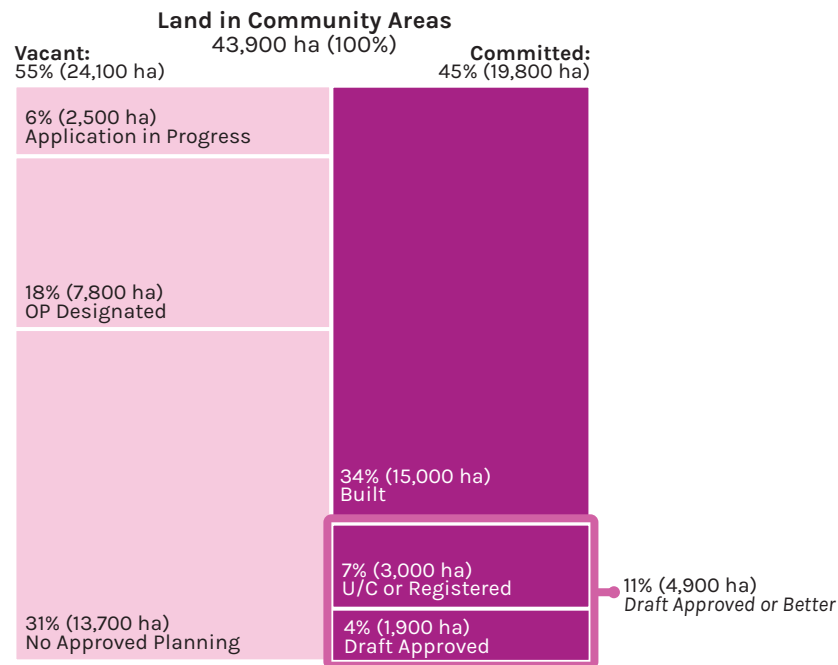 Land in Community Areas
43,900 ha (100%)
Vacant:
55% (24,100 ha)
Committed:
45% (19,800 ha)
6% (2,500 ha)
Application in Progress
18% (7,800 ha)
OP Designated
31% (13,700 ha)
No Approved Planning
34% (15,000 ha)
Built
7% (3,000 ha)
U/C or Registered
4% (1,900 ha)
Draft Approved
11% (4,900 ha)
Draft Approved or Better